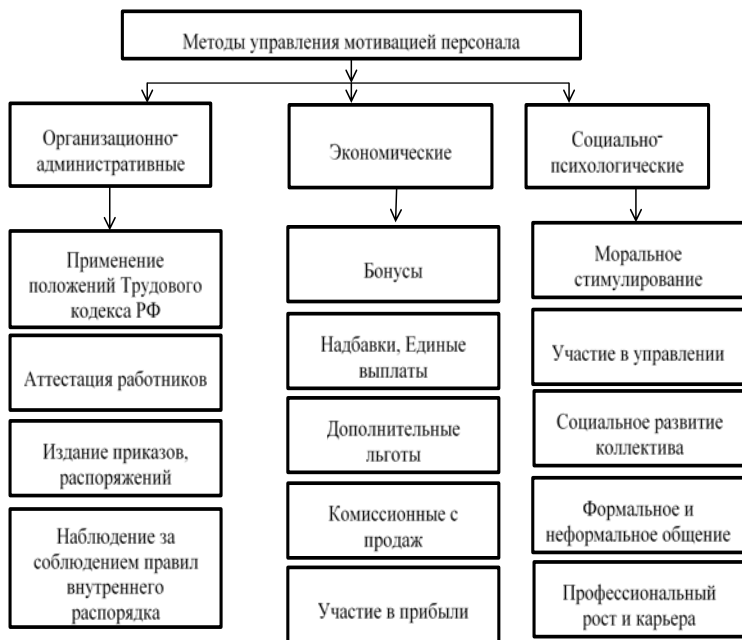 Методы управления мотивацией персонала
Организационно-
административные
Экономические
Социально-
психологические
Применение
положений Трудового
кодекса РФ
Аттестация работников
Издание приказов,
распоряжений
Наблюдение за
соблюдением правил
внутреннего
распорядка
Бонусы
Надбавки, Единые
выплаты
Дополнительные
льготы
Комиссионные с
продаж
Участие в прибыли
Моральное
стимулирование
Участие в управлении
Социальное развитие
коллектива
Формальное и
неформальное общение
Профессиональный
рост и карьера